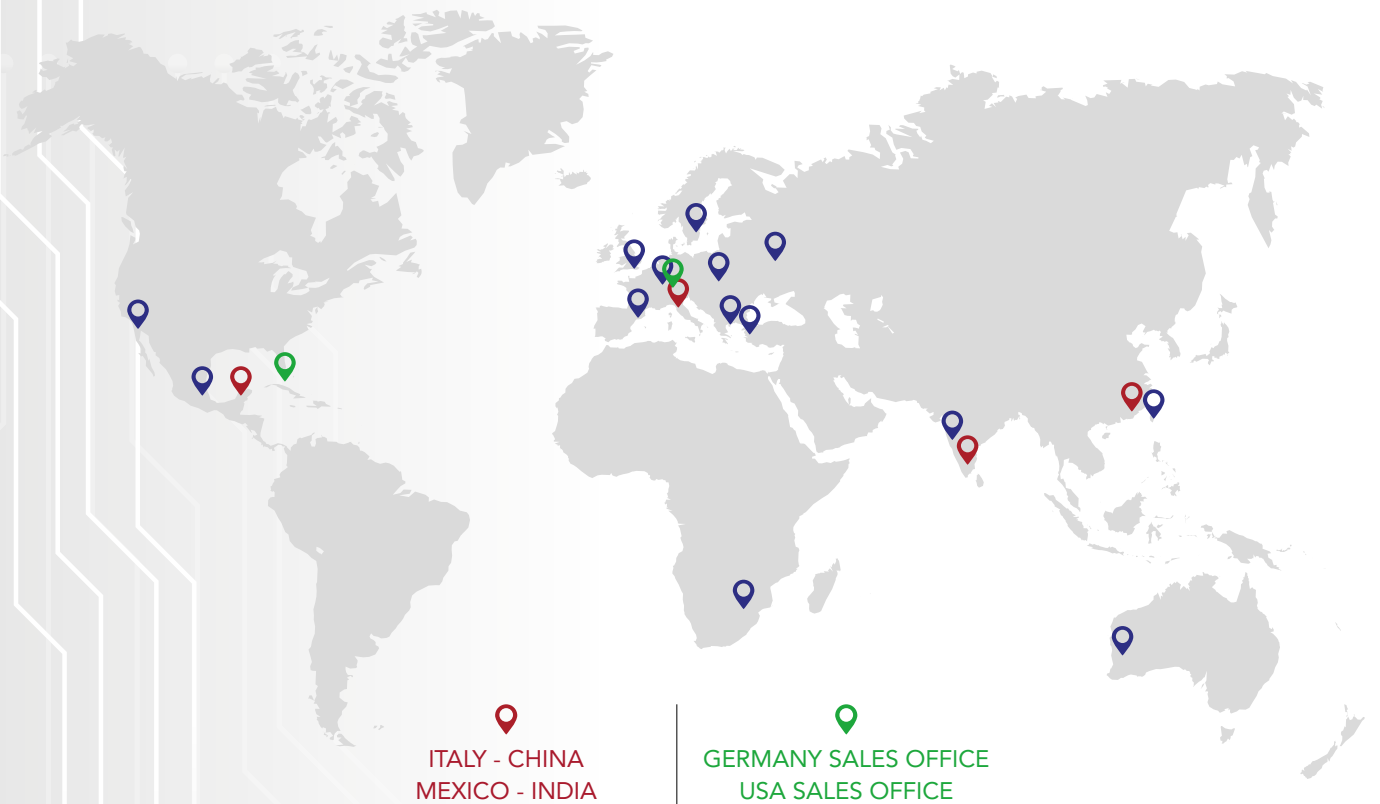 ITALY - CHINA
MEXICO - INDIA
GERMANY SALES OFFICE
USA SALES OFFICE